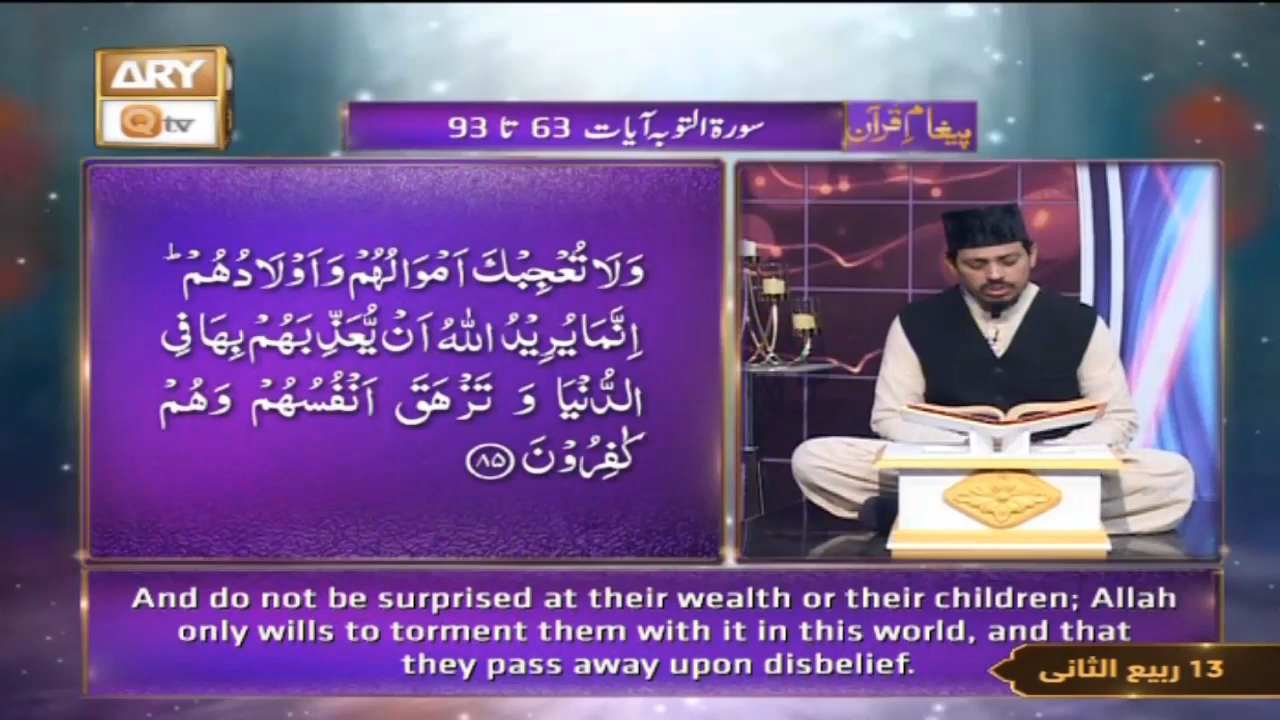 ARY
Qtv
پیغام قرآن
سورۃ التوبہ آیات 63 تا 93
وَلَا تُعْجِبْكَ اَمْوَالُهُمْ وَاَوْلَادُهُمْ ؕ
اِنَّمَا يُرِيْدُ اللّٰهُ اَنْ يُّعَذِّبَهُمْ بِهَا فِى
الدُّنْيَا وَ تَزْهَقَ اَنْفُسُهُمْ وَهُمْ
كٰفِرُوْنَ ۸۵
And do not be surprised at their wealth or their children; Allah
only wills to torment them with it in this world, and that
they pass away upon disbelief.
13 ربیع الثانی